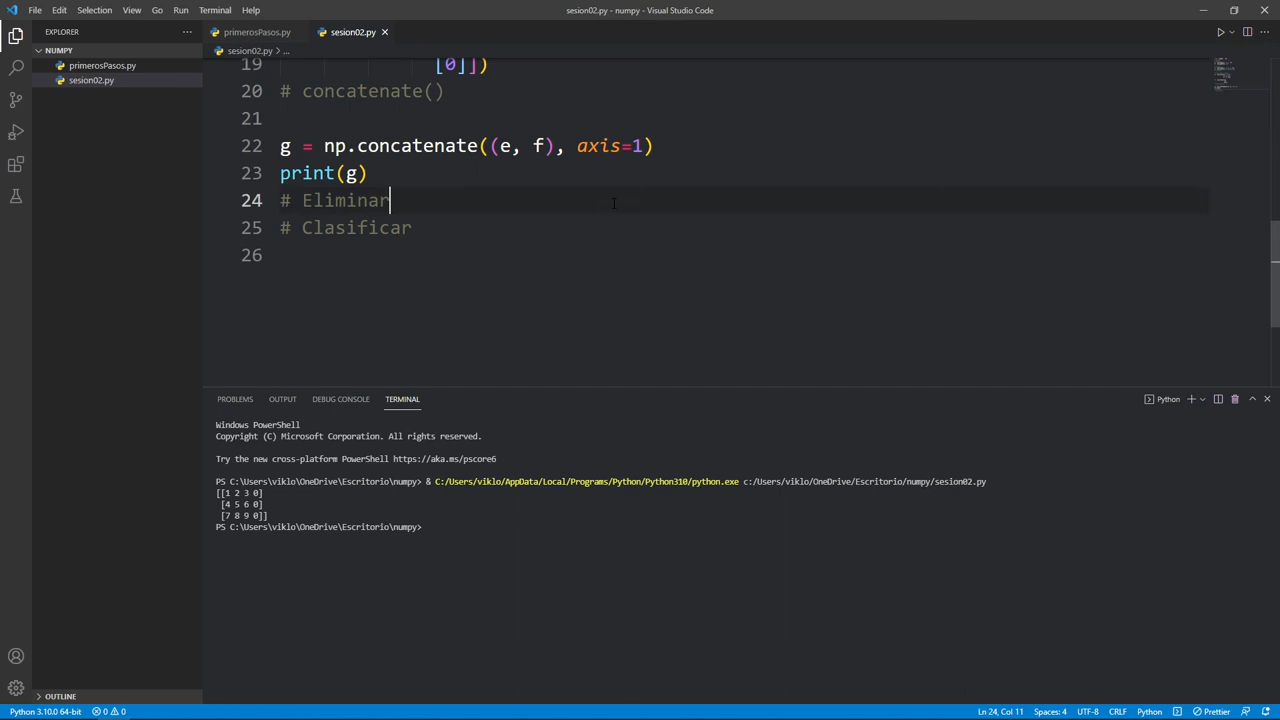 File Edit Selection View Go Run Terminal Help
sesion02.py - numpy - Visual Studio Code
EXPLORER
primerosPasos.py
sesion02.py
NUMPY
sesion02.py > ...
primerosPasos.py
sesion02.py
19 [0]])
20 # concatenate()
21
22 g = np.concatenate((e, f), axis=1)
23 print(g)
24 # Eliminar
25 # Clasificar
26
PROBLEMS OUTPUT DEBUG CONSOLE TERMINAL
Python
Windows PowerShell
Copyright (C) Microsoft Corporation. All rights reserved.
Try the new cross-platform PowerShell https://aka.ms/pscore6
PS C:\Users\viklo\OneDrive\Escritorio\numpy> & C:/Users/viklo/AppData/Local/Programs/Python/Python310/python.exe c:/Users/viklo/OneDrive/Escritorio/numpy/sesion02.py
[[1 2 3 0]
[4 5 6 0]
[7 8 9 0]]
PS C:\Users\viklo\OneDrive\Escritorio\numpy>
OUTLINE
Python 3.10.0 64-bit 0 0
Ln 24, Col 11 Spaces: 4 UTF-8 CRLF Python Prettier